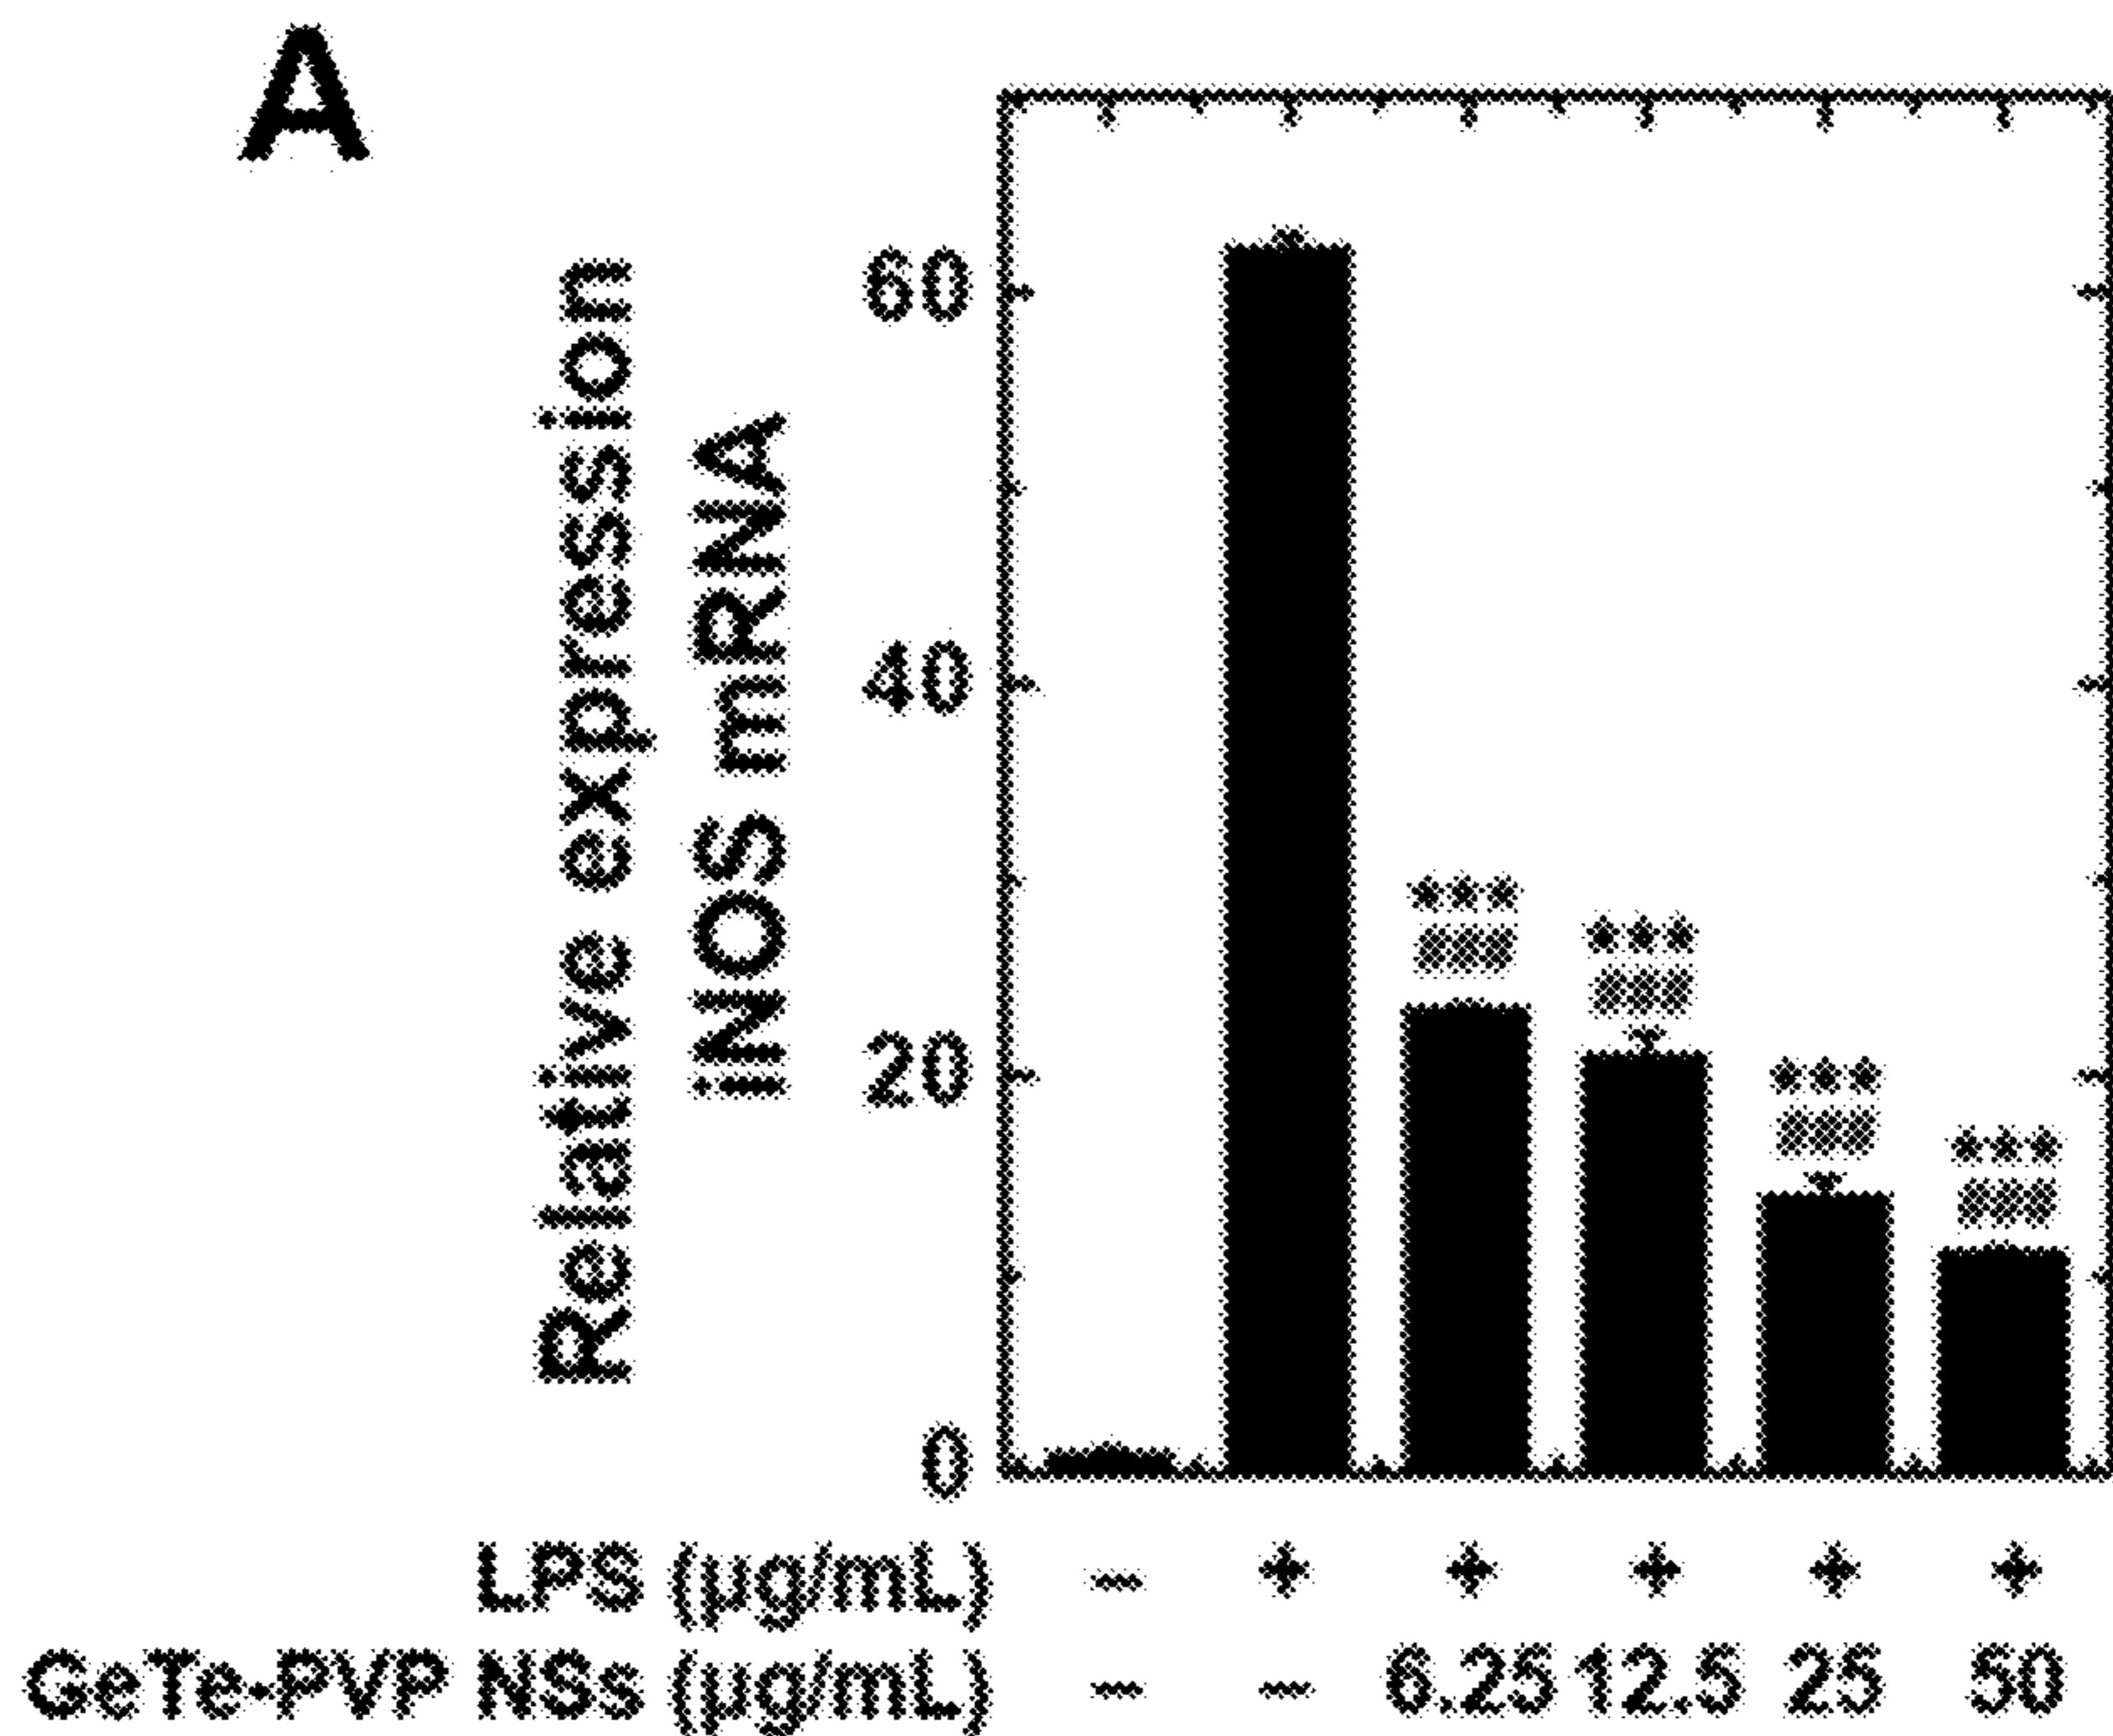 A
Relative expression
iNOS mRNA
60
40
20
0
***
###
***
###
***
###
***
###
LPS (µg/mL) – + + + + +
GeTe-PVP NSs (µg/mL) – – 6.25 12.5 25 50